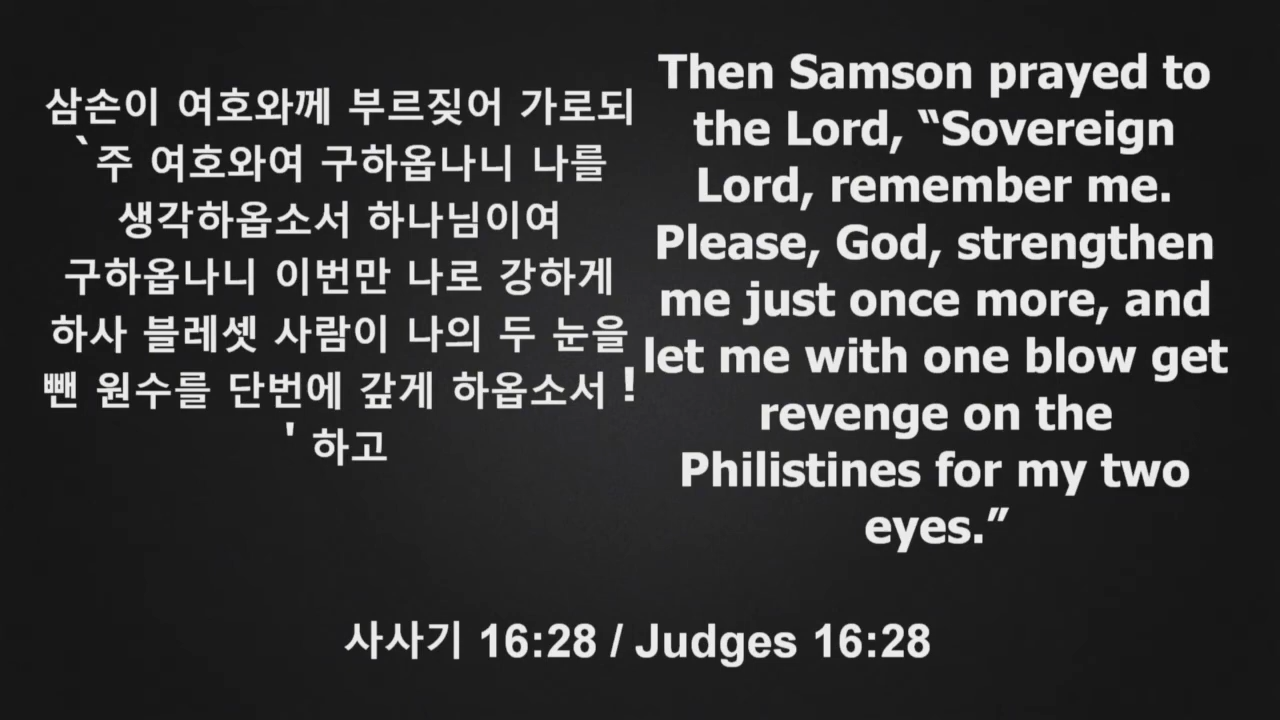 삼손이 여호와께 부르짖어 가로되
`주 여호와여 구하옵나니 나를
생각하옵소서 하나님이여
구하옵나니 이번만 나로 강하게
하사 블레셋 사람이 나의 두 눈을
뺀 원수를 단번에 갚게 하옵소서 !
' 하고
Then Samson prayed to
the Lord, “Sovereign
Lord, remember me.
Please, God, strengthen
me just once more, and
let me with one blow get
revenge on the
Philistines for my two
eyes.”
사사기 16:28 / Judges 16:28